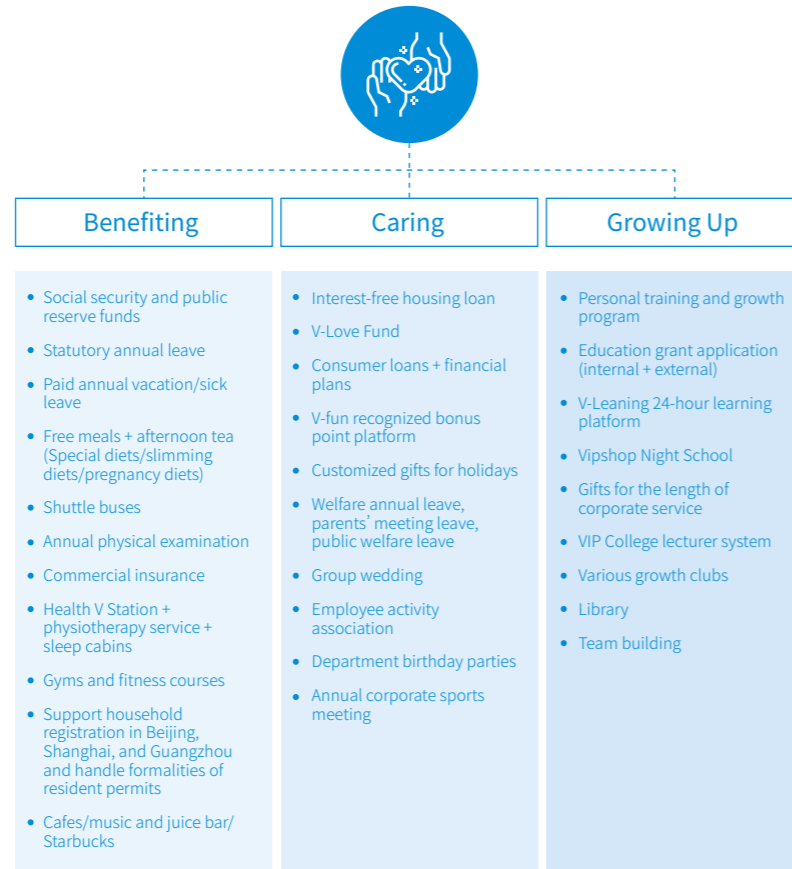 Benefiting
Caring
Growing Up
• Social security and public
reserve funds
• Statutory annual leave
• Paid annual vacation/sick
leave
• Free meals + afternoon tea
(Special diets/slimming
diets/pregnancy diets)
• Shuttle buses
• Annual physical examination
• Commercial insurance
• Health V Station +
physiotherapy service +
sleep cabins
• Gyms and fitness courses
• Support household
registration in Beijing,
Shanghai, and Guangzhou
and handle formalities of
resident permits
• Cafes/music and juice bar/
Starbucks
• Interest-free housing loan
• V-Love Fund
• Consumer loans + financial
plans
• V-fun recognized bonus
point platform
• Customized gifts for holidays
• Welfare annual leave,
parents’ meeting leave,
public welfare leave
• Group wedding
• Employee activity
association
• Department birthday parties
• Annual corporate sports
meeting
• Personal training and growth
program
• Education grant application
(internal + external)
• V-Leaning 24-hour learning
platform
• Vipshop Night School
• Gifts for the length of
corporate service
• VIP College lecturer system
• Various growth clubs
• Library
• Team building